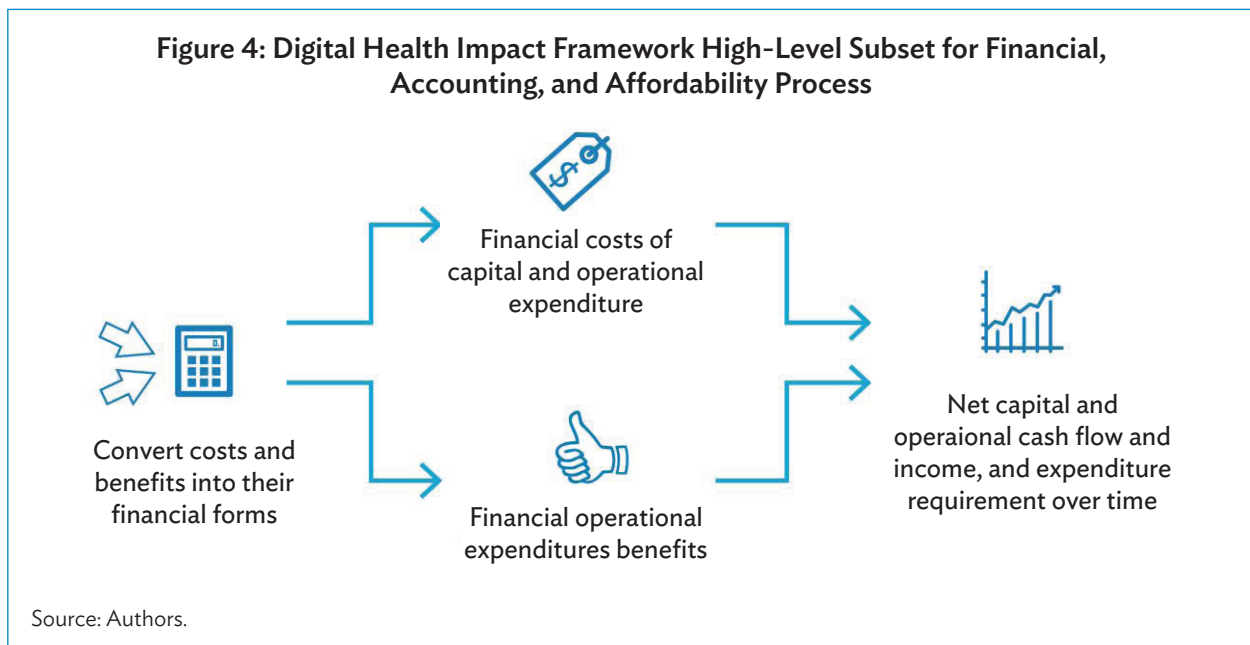 Figure 4: Digital Health Impact Framework High-Level Subset for Financial,
Accounting, and Affordability Process
$
Financial costs of
capital and operational
expenditure
0.
Convert costs and
benefits into their
financial forms
Financial operational
expenditures benefits
Net capital and
operaional cash flow and
income, and expenditure
requirement over time
Source: Authors.